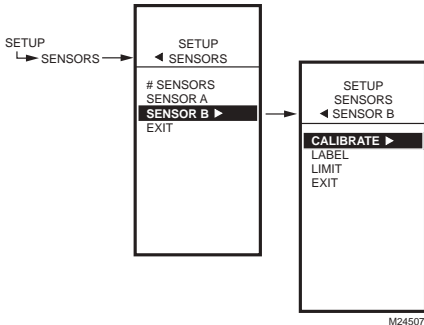 SETUP
SENSORS
SETUP
◄ SENSORS
# SENSORS
SENSOR A
SENSOR B ►
EXIT
SETUP
SENSORS
◄ SENSOR B
CALIBRATE ►
LABEL
LIMIT
EXIT
M24507